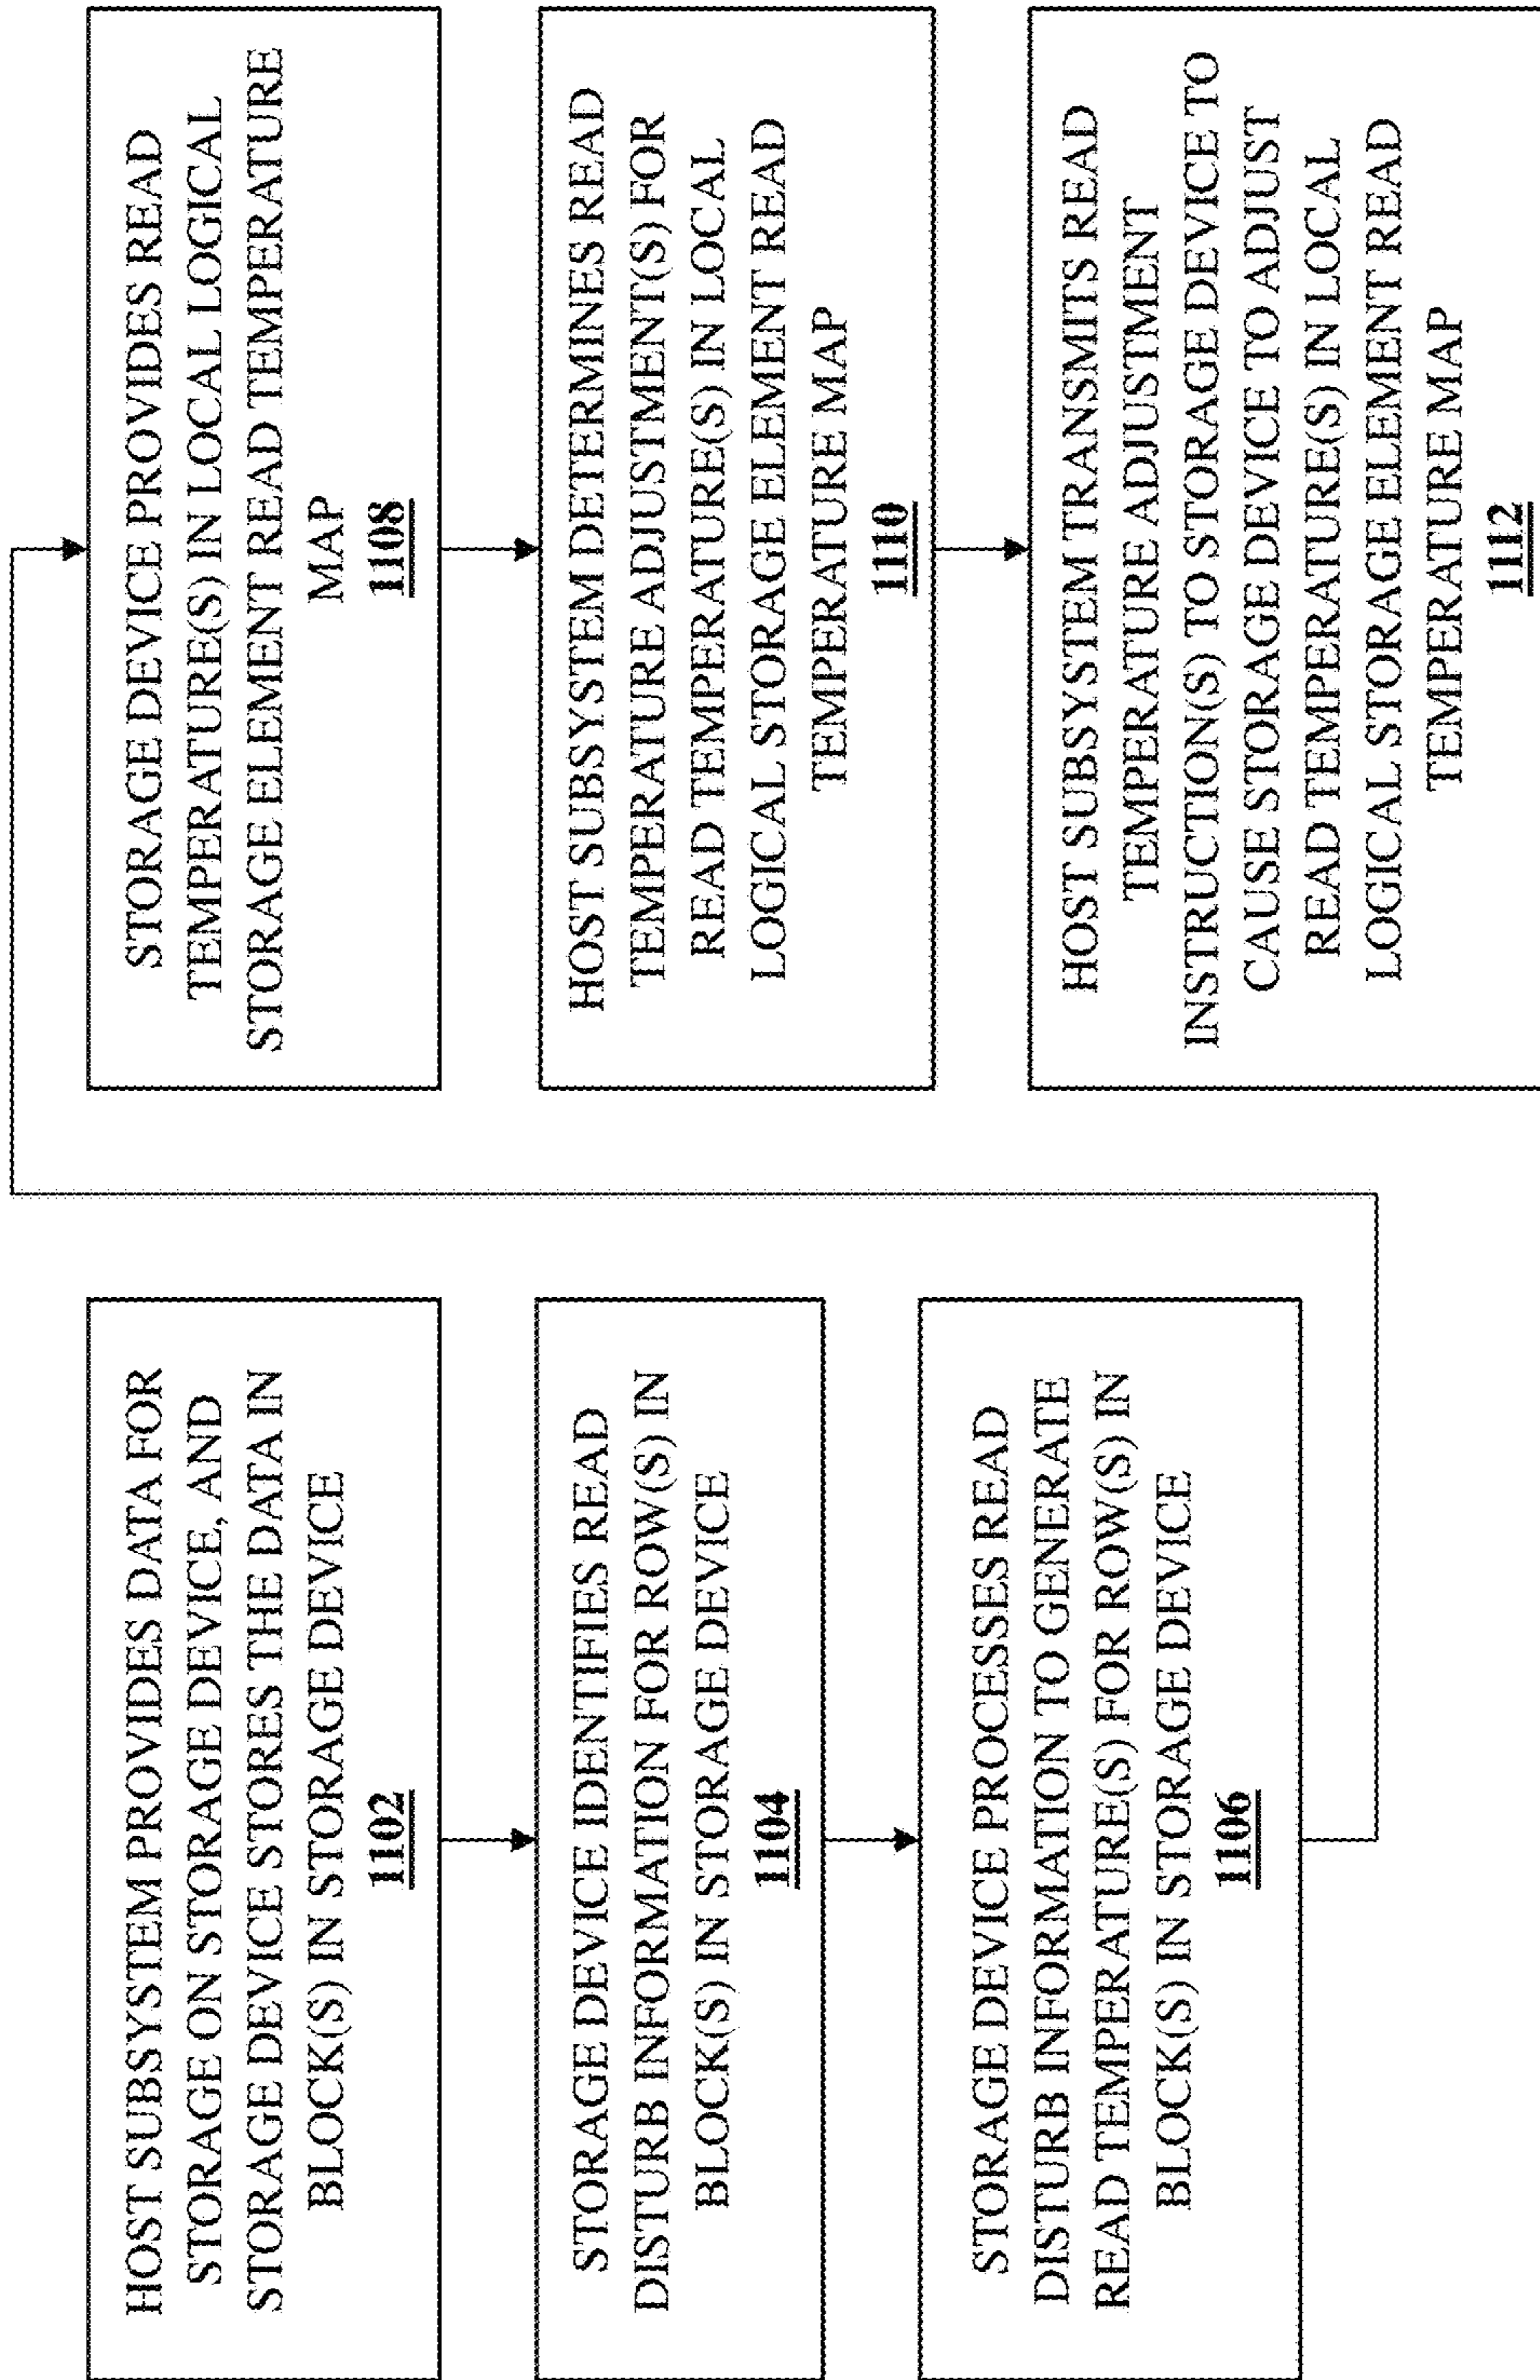 HOST SUBSYSTEM PROVIDES DATA FOR
STORAGE ON STORAGE DEVICE, AND
STORAGE DEVICE STORES THE DATA IN
BLOCK(S) IN STORAGE DEVICE
1102
STORAGE DEVICE IDENTIFIES READ
DISTURB INFORMATION FOR ROW(S) IN
BLOCK(S) IN STORAGE DEVICE
1104
STORAGE DEVICE PROCESSES READ
DISTURB INFORMATION TO GENERATE
READ TEMPERATURE(S) FOR ROW(S) IN
BLOCK(S) IN STORAGE DEVICE
1106
STORAGE DEVICE PROVIDES READ
TEMPERATURE(S) IN LOCAL LOGICAL
STORAGE ELEMENT READ TEMPERATURE
MAP
1108
HOST SUBSYSTEM DETERMINES READ
TEMPERATURE ADJUSTMENT(S) FOR
READ TEMPERATURE(S) IN LOCAL
LOGICAL STORAGE ELEMENT READ
TEMPERATURE MAP
1110
HOST SUBSYSTEM TRANSMITS READ
TEMPERATURE ADJUSTMENT
INSTRUCTION(S) TO STORAGE DEVICE TO
CAUSE STORAGE DEVICE TO ADJUST
READ TEMPERATURE(S) IN LOCAL
LOGICAL STORAGE ELEMENT READ
TEMPERATURE MAP
1112